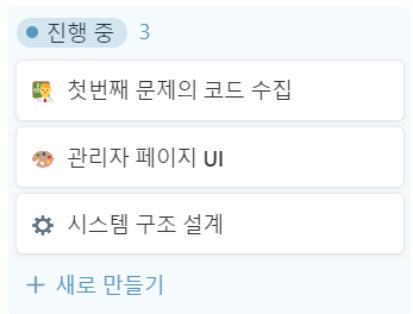 진행 중 3
첫번째 문제의 코드 수집
관리자 페이지 UI
시스템 구조 설계
+ 새로 만들기